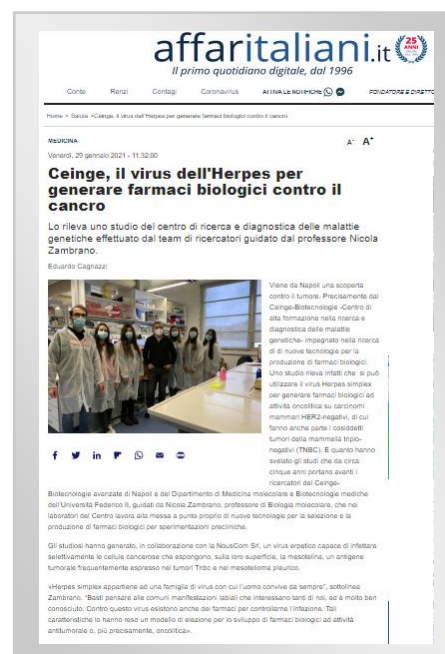 affaritaliani.it
25 ANNI
Il primo quotidiano digitale, dal 1996
Conte Renzi Contagi Coronavirus ATTIVA LE NOTIFICHE FONDATORE E DIRETTO
Home > Salute >Ceinge, il virus dell'Herpes per generare farmaci biologici contro il cancro
MEDICINA A- A+
Venerdì, 29 gennaio 2021 - 11:32:00
Ceinge, il virus dell'Herpes per
generare farmaci biologici contro il
cancro
Lo rileva uno studio del centro di ricerca e diagnostica delle malattie
genetiche effettuato dal team di ricercatori guidato dal professore Nicola
Zambrano.
Eduardo Cagnazzi
Viene da Napoli una scoperta
contro il tumore. Precisamente dal
Ceinge-Biotecnologie -Centro di
alta formazione nella ricerca e
diagnostica delle malattie
genetiche- impegnato nella ricerca
di di nuove tecnologie per la
produzione di farmaci biologici.
Uno studio rileva infatti che si può
utilizzare il virus Herpes simplex
per generare farmaci biologici ad
attività oncolitica su carcinomi
mammari HER2-negativi, di cui
fanno anche parte i cosiddetti
tumori della mammella triplo-
negativi (TNBC). E quanto hanno
svelato gli studi che da circa
cinque anni portano avanti i
ricercatori del Ceinge-
Biotecnologie avanzate di Napoli e del Dipartimento di Medicina molecolare e Biotecnologie mediche
dell'Università Federico II, guidati da Nicola Zambrano, professore di Biologia molecolare, che nei
laboratori del Centro lavora alla messa a punto proprio di nuove tecnologie per la selezione e la
produzione di farmaci biologici per sperimentazioni precliniche.
Gli studiosi hanno generato, in collaborazione con la NousCom Srl, un virus erpetico capace di infettare
selettivamente le cellule cancerose che espongono, sulla loro superficie, la mesotelina, un antigene
tumorale frequentemente espresso nei tumori Tnbc e nel mesotelioma pleurico.
«Herpes simplex appartiene ad una famiglia di virus con cui l'uomo convive da sempre", sottolinee
Zambrano. "Basti pensare alle comuni manifestazioni labiali che interessano tanti di noi, ed è molto ben
conosciuto. Contro questo virus esistono anche dei farmaci per controllarne l'infezione. Tali
caratteristiche lo hanno reso un modello di elezione per lo sviluppo di farmaci biologici ad attività
antitumorale o, più precisamente, oncolitica».